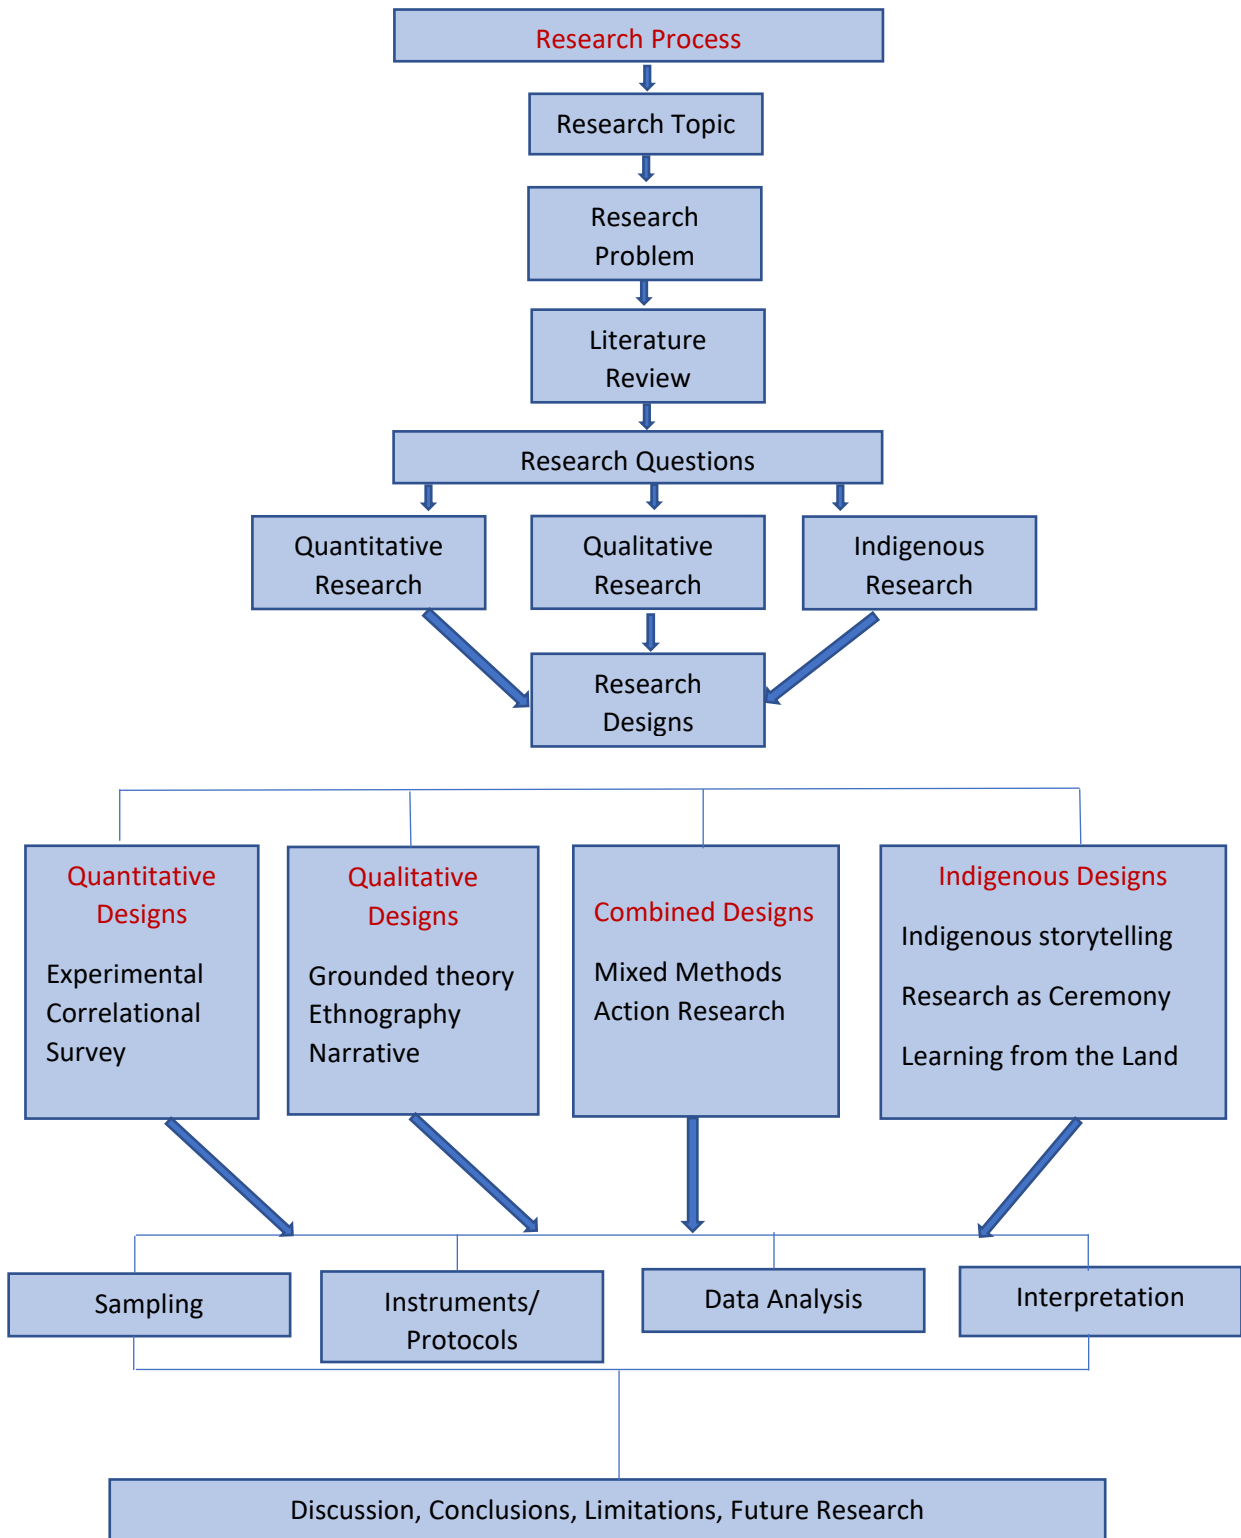 Research Process
Research Topic
Research
Problem
Literature
Review
Research Questions
Quantitative
Research
Qualitative
Research
Indigenous
Research
Research
Designs
Quantitative
Designs
Experimental
Correlational
Survey
Qualitative
Designs
Grounded theory
Ethnography
Narrative
Combined Designs
Mixed Methods
Action Research
Indigenous Designs
Indigenous storytelling
Research as Ceremony
Learning from the Land
Sampling
Instruments/
Protocols
Data Analysis
Interpretation
Discussion, Conclusions, Limitations, Future Research